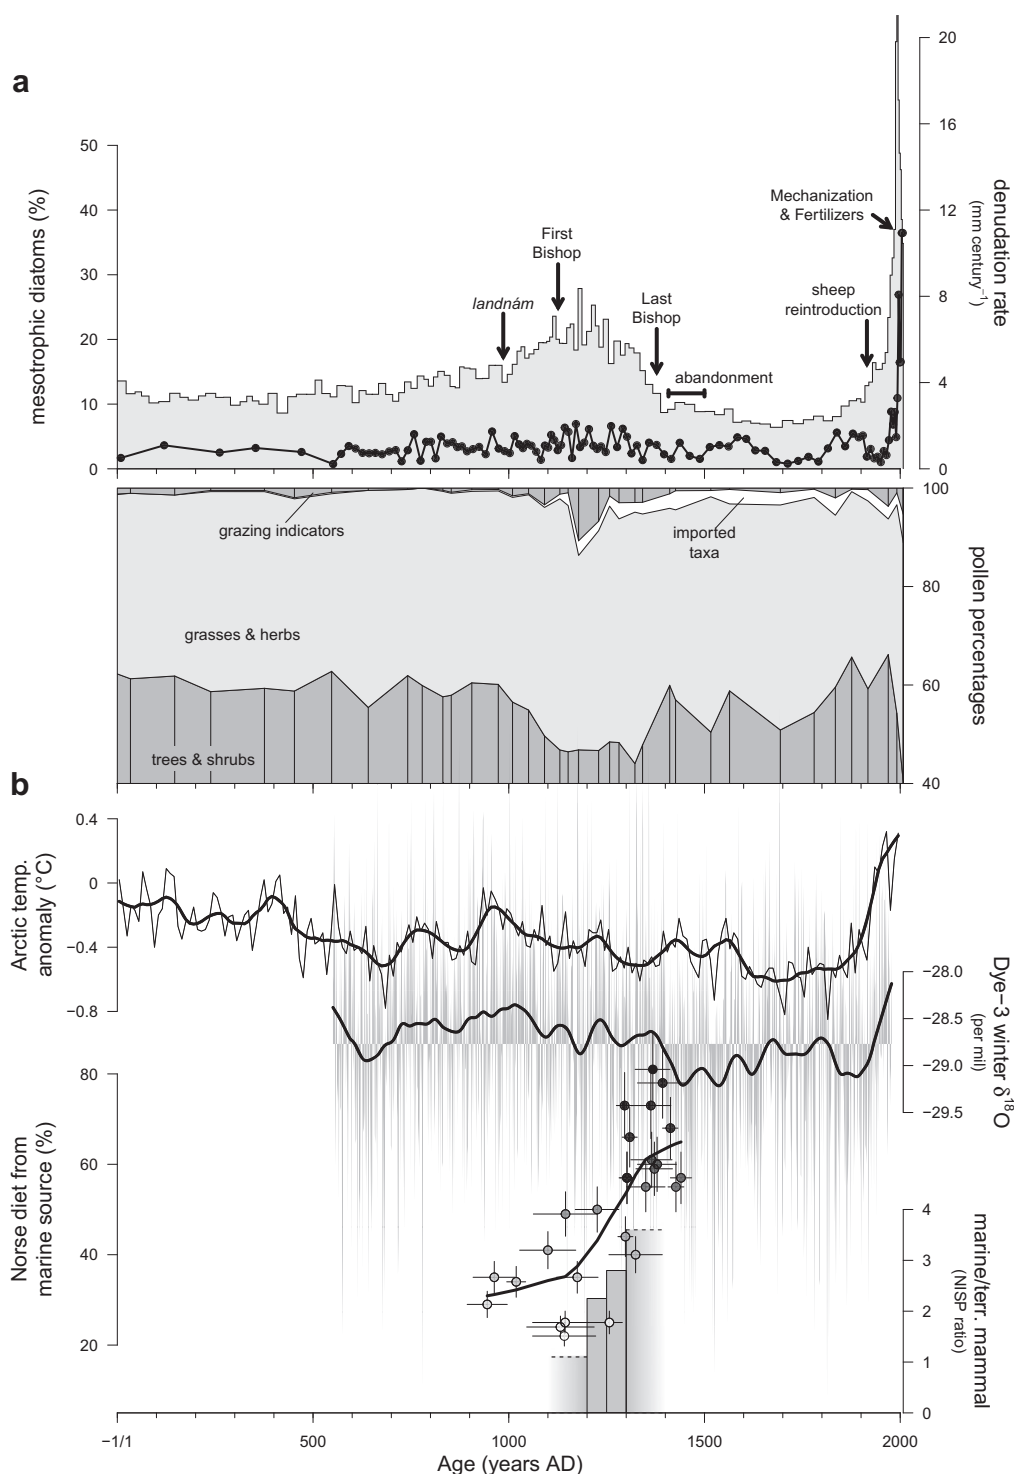 a
20
16
12
8
4
0
denudation rate
(mm century⁻¹)
50
40
30
20
10
0
mesotrophic diatoms (%)
Mechanization
& Fertilizers
First
Bishop
landnám
Last
Bishop
sheep
reintroduction
abandonment
100
80
60
40
pollen percentages
grazing indicators
imported
taxa
grasses & herbs
trees & shrubs
b
0.4
0
−0.4
−0.8
Arctic temp.
anomaly (°C)
−28.0
−28.5
−29.0
−29.5
Dye−3 winter δ¹⁸O
(per mil)
80
60
40
20
Norse diet from
marine source (%)
4
3
2
1
0
marine/terr. mammal
(NISP ratio)
−1/1
500
1000
1500
2000
Age (years AD)